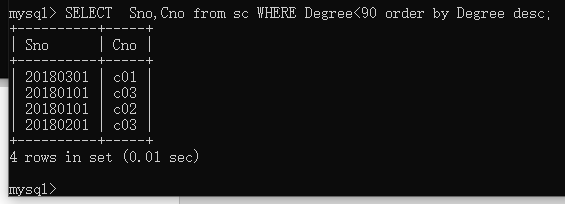 mysql> SELECT  Sno,Cno from sc WHERE Degree<90 order by Degree desc;
+----------+-----+
| Sno      | Cno |
+----------+-----+
| 20180301 | c01 |
| 20180101 | c03 |
| 20180101 | c02 |
| 20180201 | c03 |
+----------+-----+
4 rows in set (0.01 sec)
mysql>